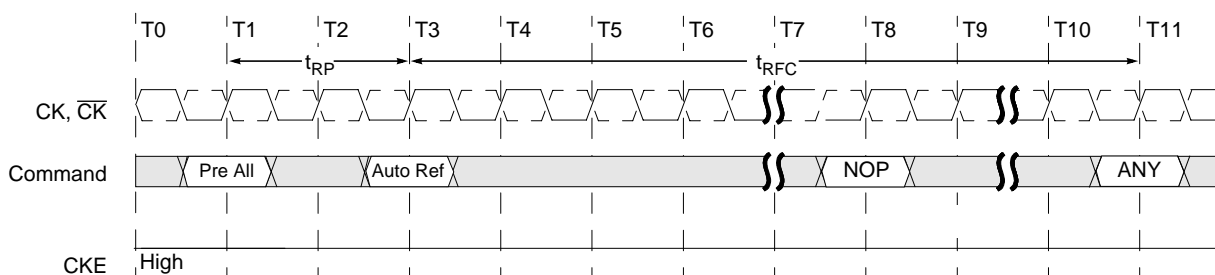 T0 T1 T2 T3 T4 T5 T6 T7 T8 T9 T10 T11
tRP tRFC
CK, C̅K̅
Command Pre All Auto Ref NOP ANY
CKE High